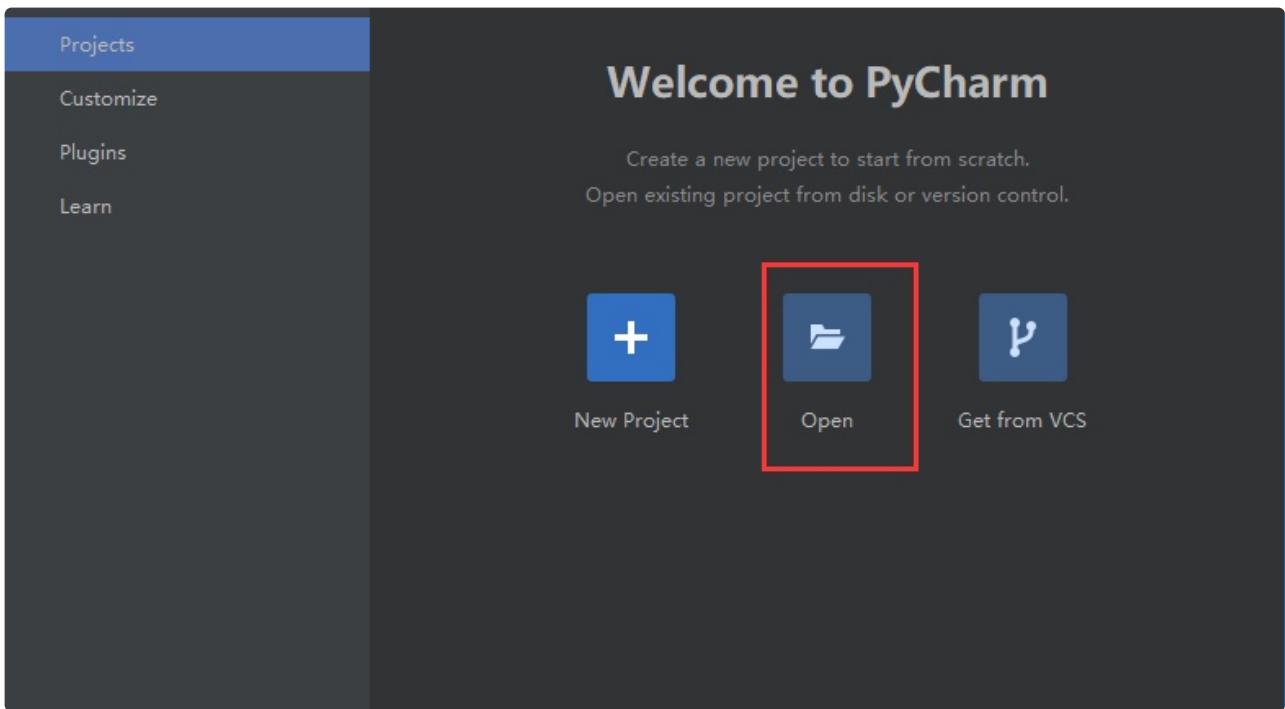 Projects
Customize
Plugins
Learn
Welcome to PyCharm
Create a new project to start from scratch.
Open existing project from disk or version control.
New Project
Open
Get from VCS